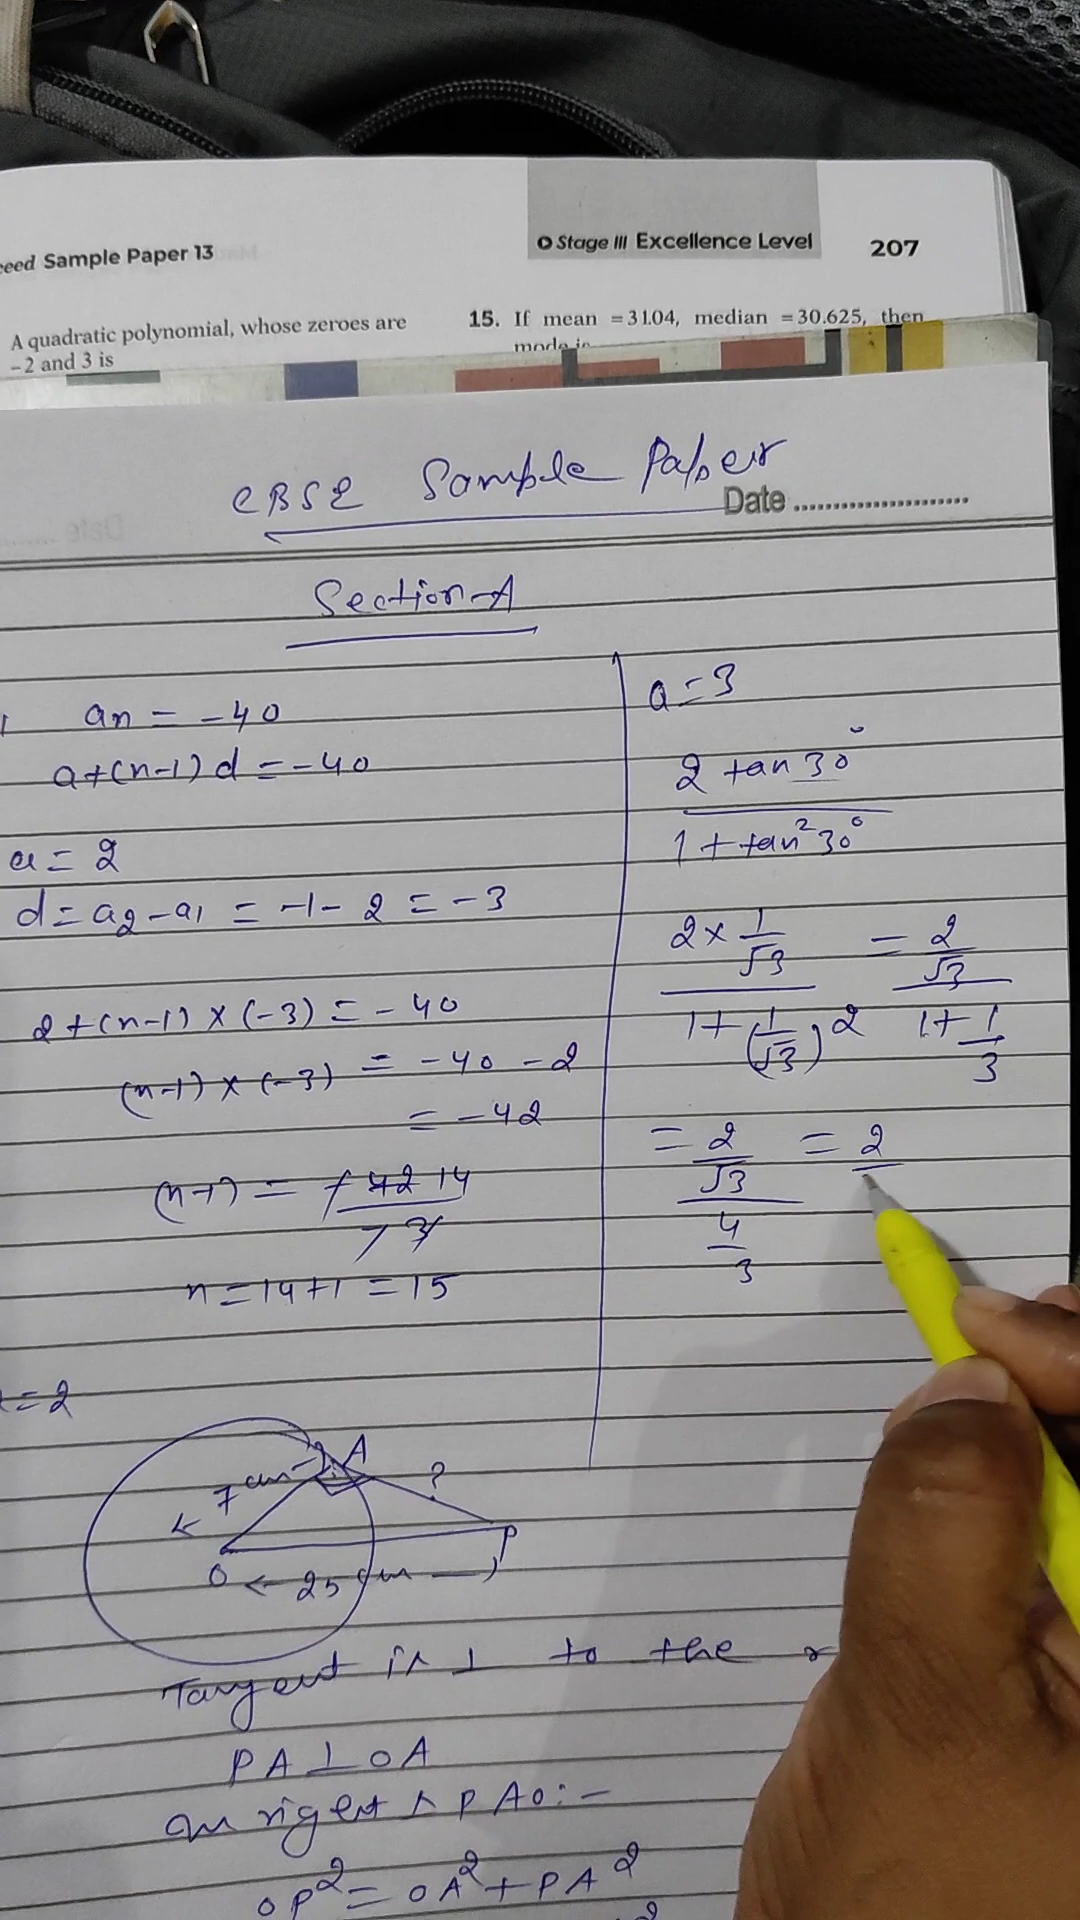 eed Sample Paper 13
Stage III Excellence Level 207
A quadratic polynomial, whose zeroes are
-2 and 3 is
15. If mean = 31.04, median = 30.625, then
mode is
CBSE Sample Paper
Date ......................
Section-A
an = -40
a+(n-1) d = -40
a = 2
d = a2 - a1 = -1 - 2 = -3
2+(n-1) × (-3) = -40
(n-1) × (-3) = -40 - 2
= -42
(n-1) = -42 14 / -3
n = 14+1 = 15
=2
7 cm
A
?
O
25 cm
P
Tangent is ⊥ to the
PA ⊥ OA
In right Δ PAO:-
OP² = OA² + PA²
2
a = 3
2 tan 30°
1 + tan² 30°
2 × 1/√3 = 2/√3
1 + (1/√3)² 1 + 1/3
= 2/√3 = 2
4/3